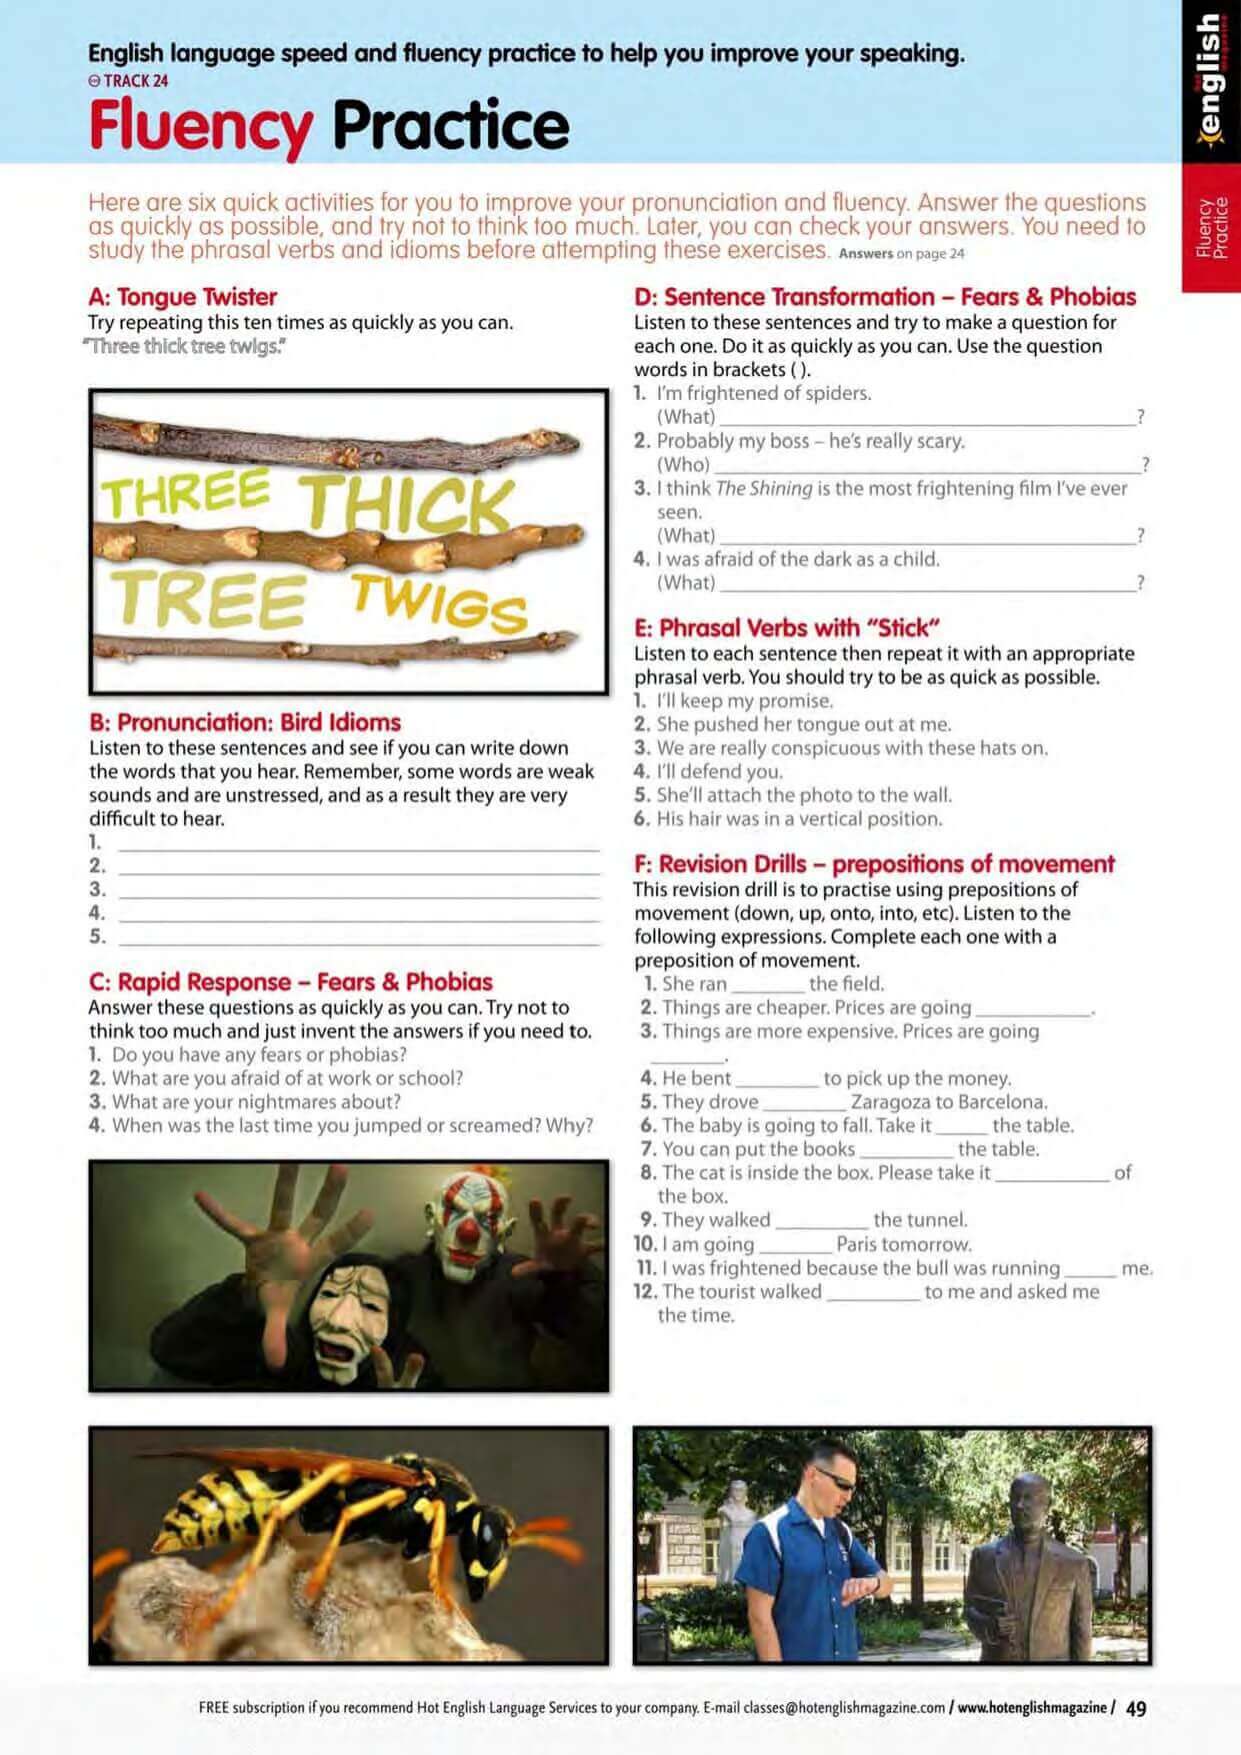 English language speed and fluency practice to help you improve your speaking.
TRACK 24
Fluency Practice
english
Fluency
Practice
Here are six quick activities for you to improve your pronunciation and fluency. Answer the questions
as quickly as possible, and try not to think too much. Later, you can check your answers. You need to
study the phrasal verbs and idioms before attempting these exercises. Answers on page 24
A: Tongue Twister
Try repeating this ten times as quickly as you can.
"Three thick tree twigs."
THREE THICK
TREE TWIGS
B: Pronunciation: Bird Idioms
Listen to these sentences and see if you can write down
the words that you hear. Remember, some words are weak
sounds and are unstressed, and as a result they are very
difficult to hear.
1. ____
2. ____
3. ____
4. ____
5. ____
C: Rapid Response – Fears & Phobias
Answer these questions as quickly as you can. Try not to
think too much and just invent the answers if you need to.
1. Do you have any fears or phobias?
2. What are you afraid of at work or school?
3. What are your nightmares about?
4. When was the last time you jumped or screamed? Why?
D: Sentence Transformation – Fears & Phobias
Listen to these sentences and try to make a question for
each one. Do it as quickly as you can. Use the question
words in brackets ( ).
1. I'm frightened of spiders.
(What) ____?
2. Probably my boss – he's really scary.
(Who) ____?
3. I think The Shining is the most frightening film I've ever
seen.
(What) ____?
4. I was afraid of the dark as a child.
(What) ____?
E: Phrasal Verbs with "Stick"
Listen to each sentence then repeat it with an appropriate
phrasal verb. You should try to be as quick as possible.
1. I'll keep my promise.
2. She pushed her tongue out at me.
3. We are really conspicuous with these hats on.
4. I'll defend you.
5. She'll attach the photo to the wall.
6. His hair was in a vertical position.
F: Revision Drills – prepositions of movement
This revision drill is to practise using prepositions of
movement (down, up, onto, into, etc). Listen to the
following expressions. Complete each one with a
preposition of movement.
1. She ran ____ the field.
2. Things are cheaper. Prices are going ____.
3. Things are more expensive. Prices are going
____.
4. He bent ____ to pick up the money.
5. They drove ____ Zaragoza to Barcelona.
6. The baby is going to fall. Take it ____ the table.
7. You can put the books ____ the table.
8. The cat is inside the box. Please take it ____ of
the box.
9. They walked ____ the tunnel.
10. I am going ____ Paris tomorrow.
11. I was frightened because the bull was running ____ me.
12. The tourist walked ____ to me and asked me
the time.
FREE subscription if you recommend Hot English Language Services to your company. E-mail classes@hotenglishmagazine.com / www.hotenglishmagazine / 49